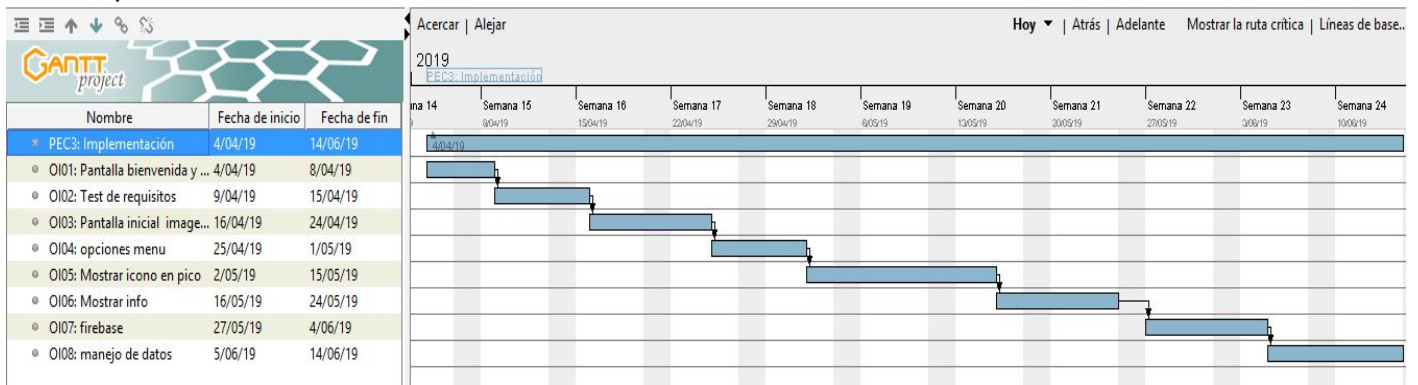 Acercar | Alejar
Hoy ▼ | Atrás | Adelante Mostrar la ruta crítica | Líneas de base..
GANTT
project
2019
PEC3: Implementación
na 14 Semana 15 Semana 16 Semana 17 Semana 18 Semana 19 Semana 20 Semana 21 Semana 22 Semana 23 Semana 24
8/04/19 15/04/19 22/04/19 29/04/19 6/05/19 13/05/19 20/05/19 27/05/19 3/06/19 10/06/19
Nombre Fecha de inicio Fecha de fin
PEC3: Implementación 4/04/19 14/06/19
4/04/19
OI01: Pantalla bienvenida y ... 4/04/19 8/04/19
OI02: Test de requisitos 9/04/19 15/04/19
OI03: Pantalla inicial image... 16/04/19 24/04/19
OI04: opciones menu 25/04/19 1/05/19
OI05: Mostrar icono en pico 2/05/19 15/05/19
OI06: Mostrar info 16/05/19 24/05/19
OI07: firebase 27/05/19 4/06/19
OI08: manejo de datos 5/06/19 14/06/19